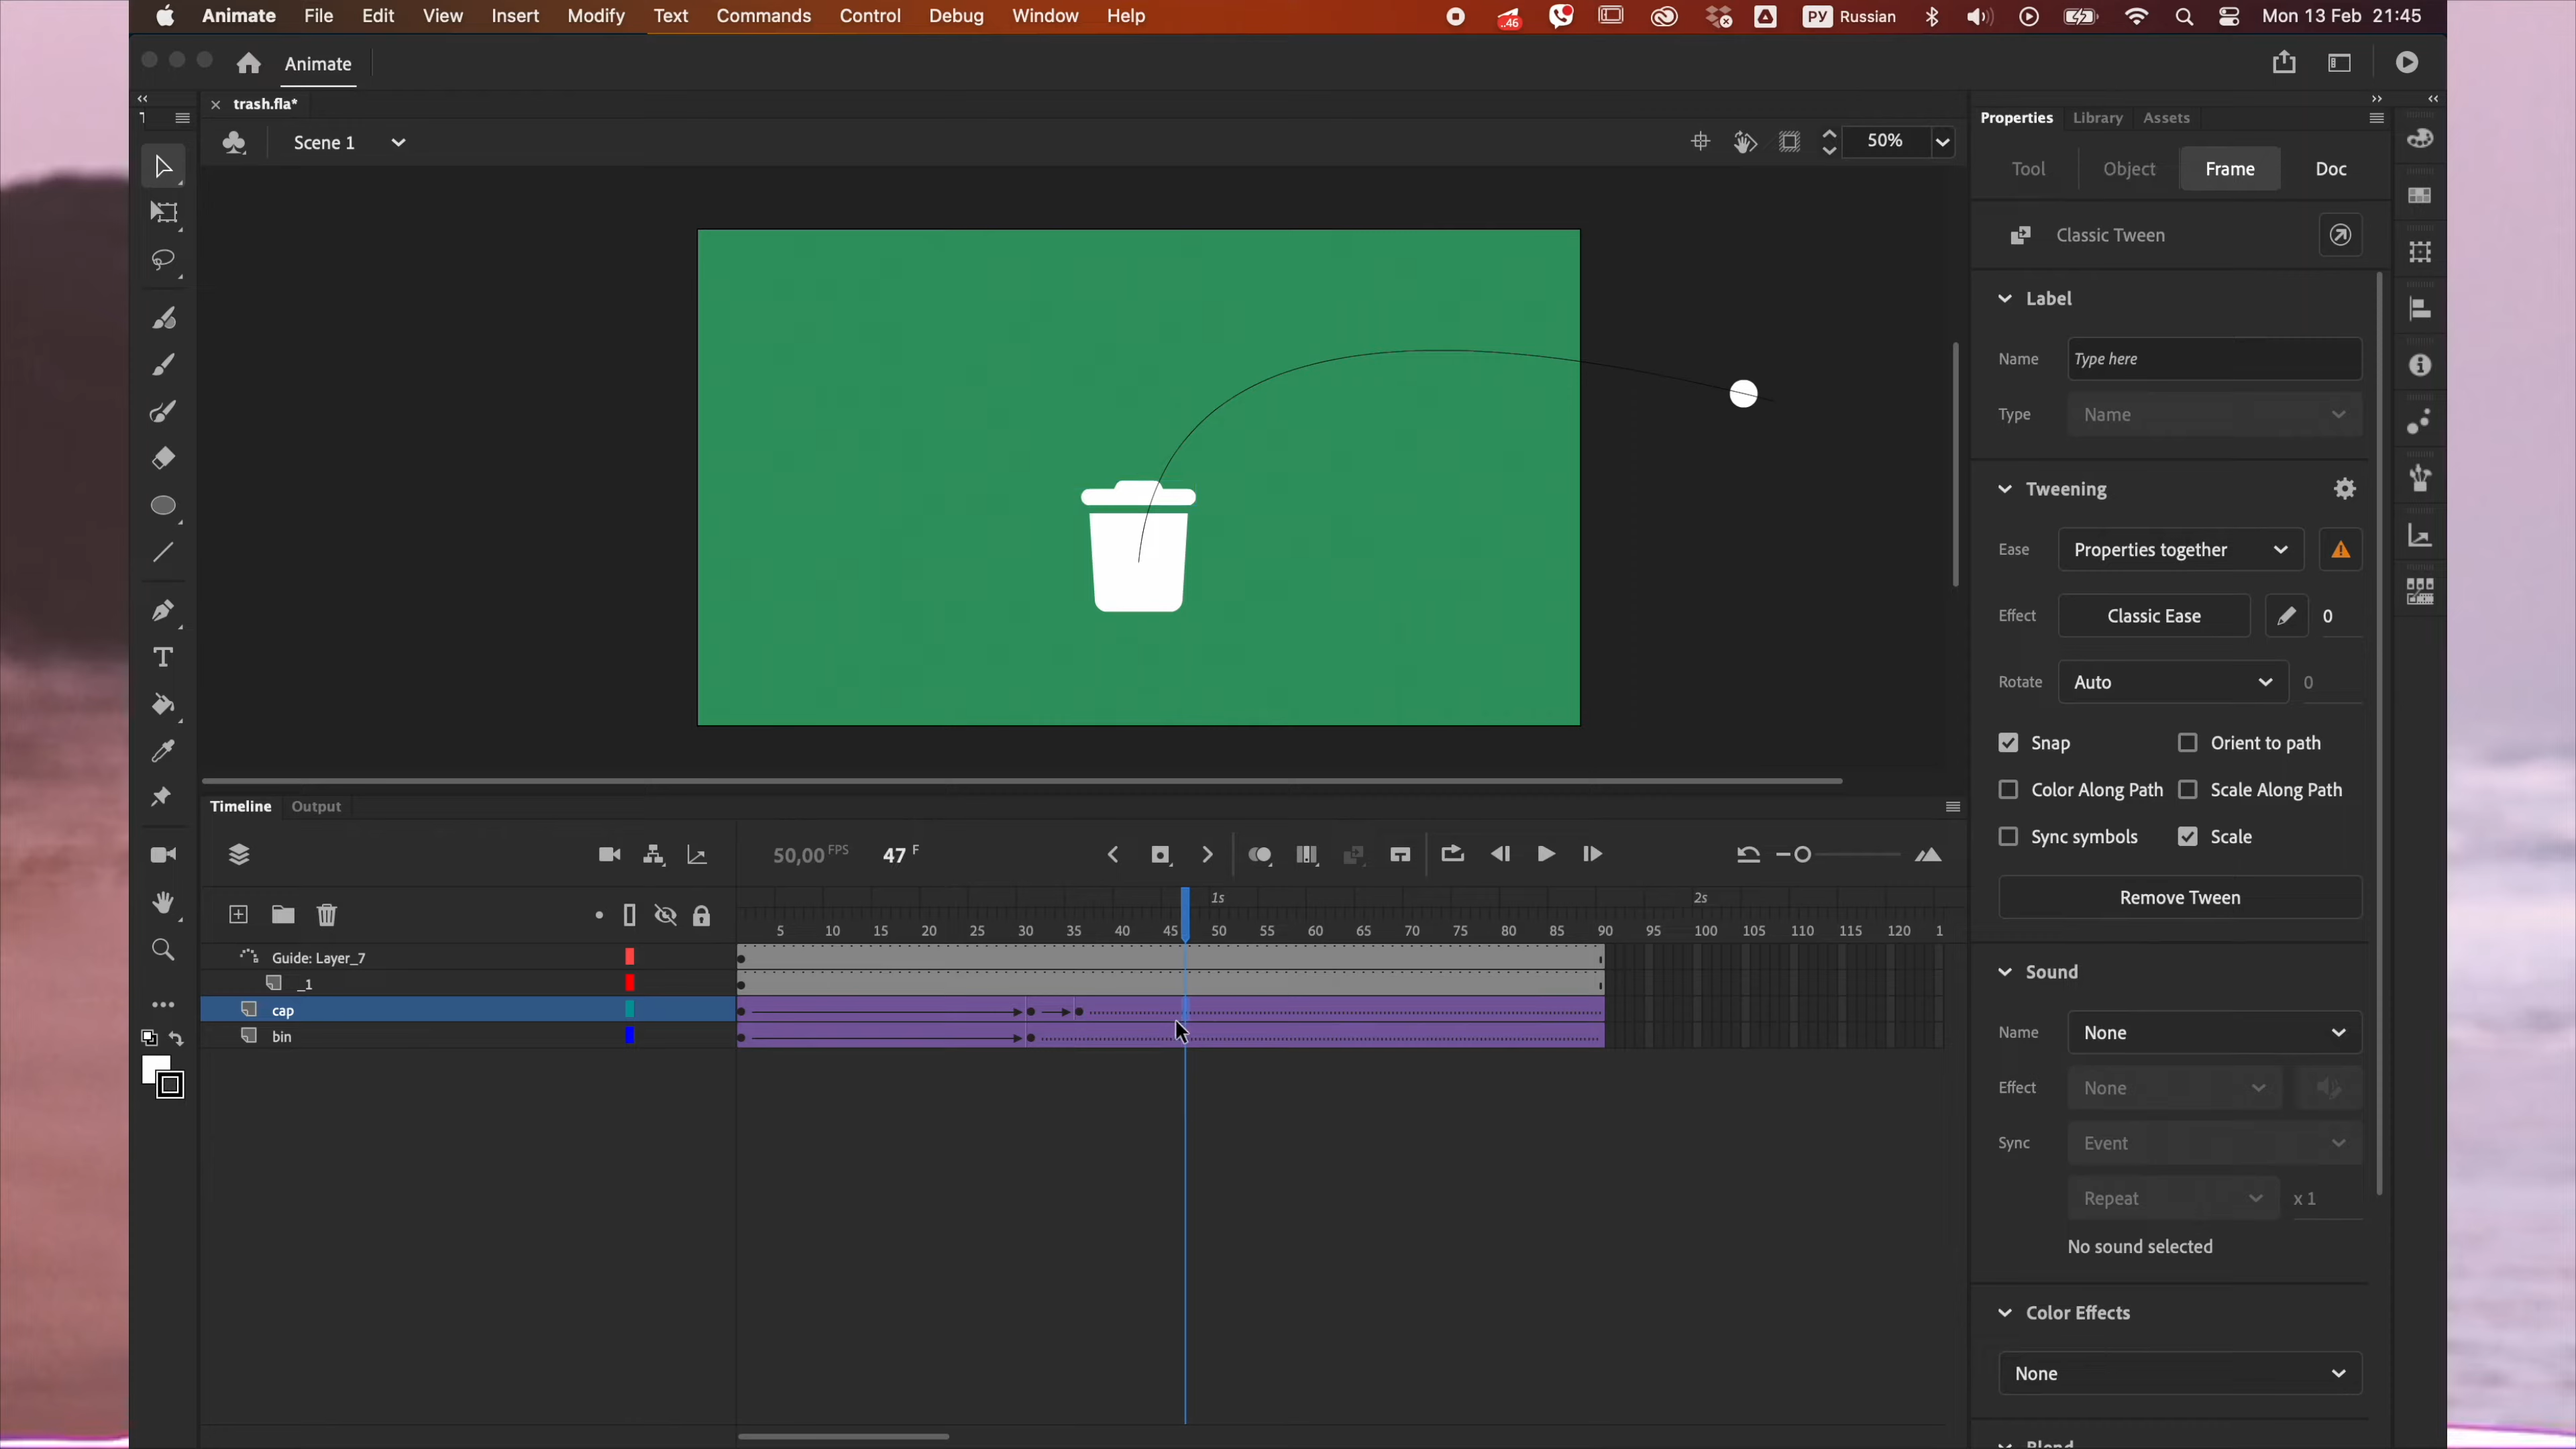 Animate File Edit View Insert Modify Text Commands Control Debug Window Help ..46 РУ Russian Mon 13 Feb 21:45
Animate
trash.fla*
Scene 1 50%
Properties Library Assets
Tool Object Frame Doc
Classic Tween
Label
Name Type here
Type Name
Tweening
Ease Properties together
Effect Classic Ease 0
Rotate Auto 0
Snap Orient to path
Color Along Path Scale Along Path
Sync symbols Scale
Remove Tween
Sound
Name None
Effect None
Sync Event
Repeat x 1
No sound selected
Color Effects
None
Timeline Output
50,00 FPS 47 F
1s 2s
5 10 15 20 25 30 35 40 45 50 55 60 65 70 75 80 85 90 95 100 105 110 115 120 1
Guide: Layer_7
_1
cap
bin